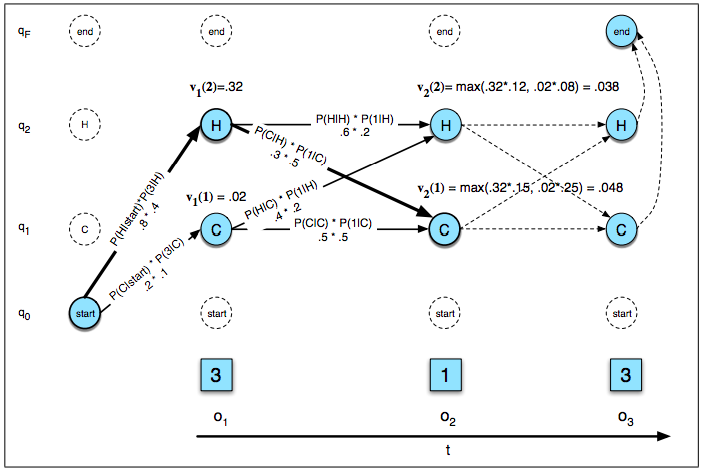 qF
end
end
end
end
v1(2)=.32
v2(2)= max(.32*.12, .02*.08) = .038
q2
H
H
P(H|H) * P(1|H)
.6 * .2
H
H
P(C|H) * P(1|C)
.3 * .5
P(H|start)*P(3|H)
.8 * .4
v1(1) = .02
P(H|C) * P(1|H)
.4 * .2
v2(1) = max(.32*.15, .02*.25) = .048
q1
C
C
P(C|C) * P(1|C)
.5 * .5
C
C
P(C|start) * P(3|C)
.2 * .1
q0
start
start
start
start
3
1
3
o1
o2
o3
t